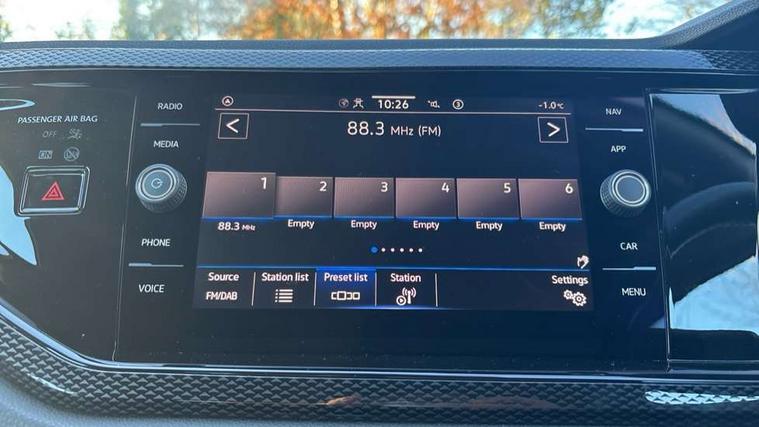 PASSENGER AIR BAG
OFF
ON
RADIO
MEDIA
PHONE
VOICE
A
10:26
3
-1.0°C
88.3 MHz (FM)
1 2 3 4 5 6
88.3 MHz Empty Empty Empty Empty Empty
Source Station list Preset list Station Settings
FM/DAB
NAV
APP
CAR
MENU